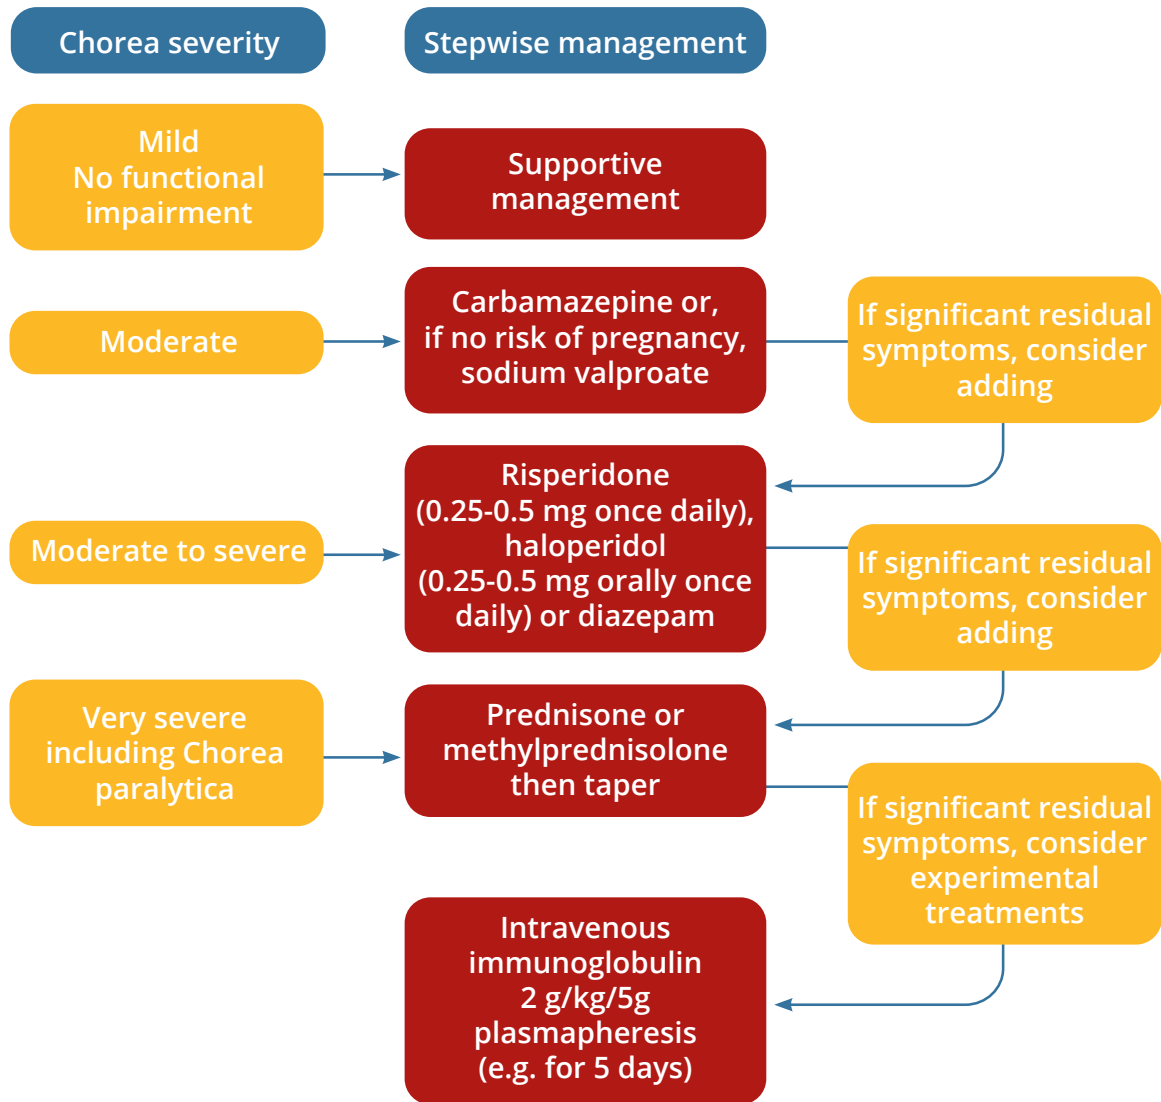 Chorea severity
Stepwise management
Mild
No functional
impairment
Supportive
management
Moderate
Carbamazepine or,
if no risk of pregnancy,
sodium valproate
If significant residual
symptoms, consider
adding
Moderate to severe
Risperidone
(0.25-0.5 mg once daily),
haloperidol
(0.25-0.5 mg orally once
daily) or diazepam
If significant residual
symptoms, consider
adding
Very severe
including Chorea
paralytica
Prednisone or
methylprednisolone
then taper
If significant residual
symptoms, consider
experimental
treatments
Intravenous
immunoglobulin
2 g/kg/5g
plasmapheresis
(e.g. for 5 days)